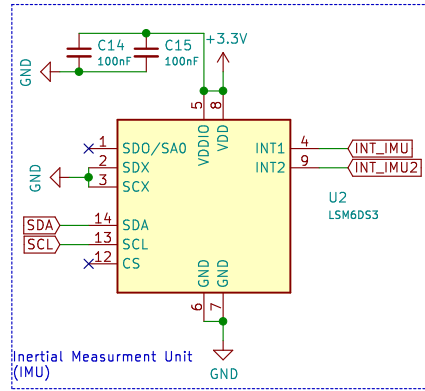 C14
100nF
C15
100nF
+3.3V
GND
5
8
VDDIO
VDD
1
SDO/SA0
2
SDX
3
SCX
GND
INT1
4
INT_IMU
INT2
9
INT_IMU2
U2
LSM6DS3
SDA
14
SDA
SCL
13
SCL
12
CS
GND
GND
6
7
GND
Inertial Measurment Unit
(IMU)